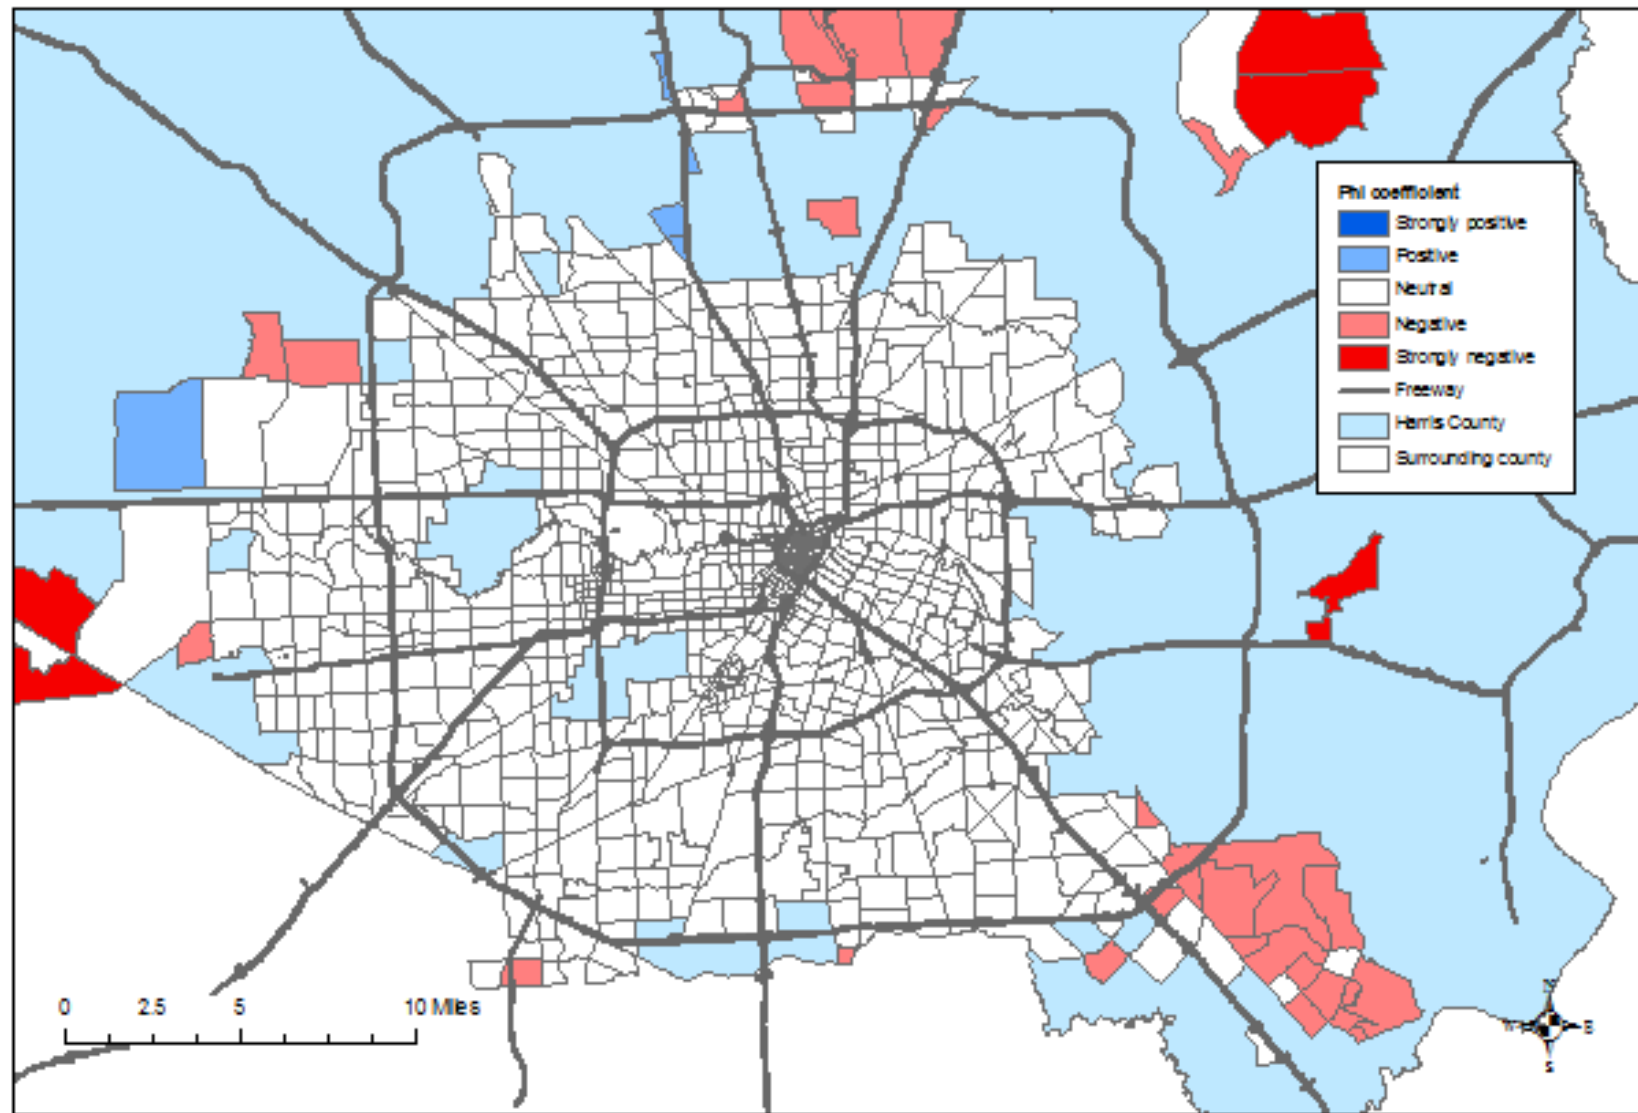 Phi coefficient
Strongly positive
Positive
Neutral
Negative
Strongly negative
Freeway
Harris County
Surrounding county
0 2.5 5 10 Miles
N
S